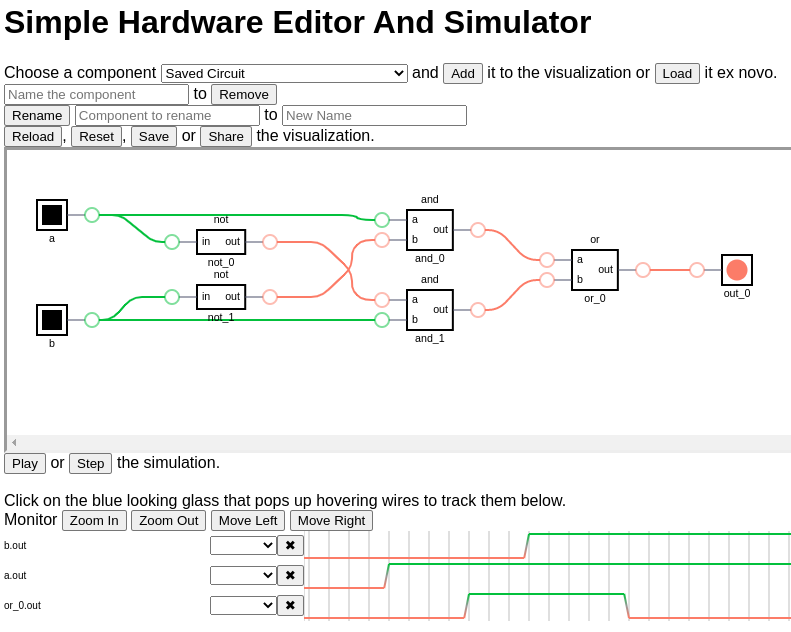 Simple Hardware Editor And Simulator
Choose a component Saved Circuit and Add it to the visualization or Load it ex novo.
Name the component to Remove
Rename Component to rename to New Name
Reload, Reset, Save or Share the visualization.
a
b
not
in out
not_0
not
in out
not_1
and
a
b
out
and_0
and
a
b
out
and_1
or
a
b
out
or_0
out_0
Play or Step the simulation.
Click on the blue looking glass that pops up hovering wires to track them below.
Monitor Zoom In Zoom Out Move Left Move Right
b.out ✖
a.out ✖
or_0.out ✖